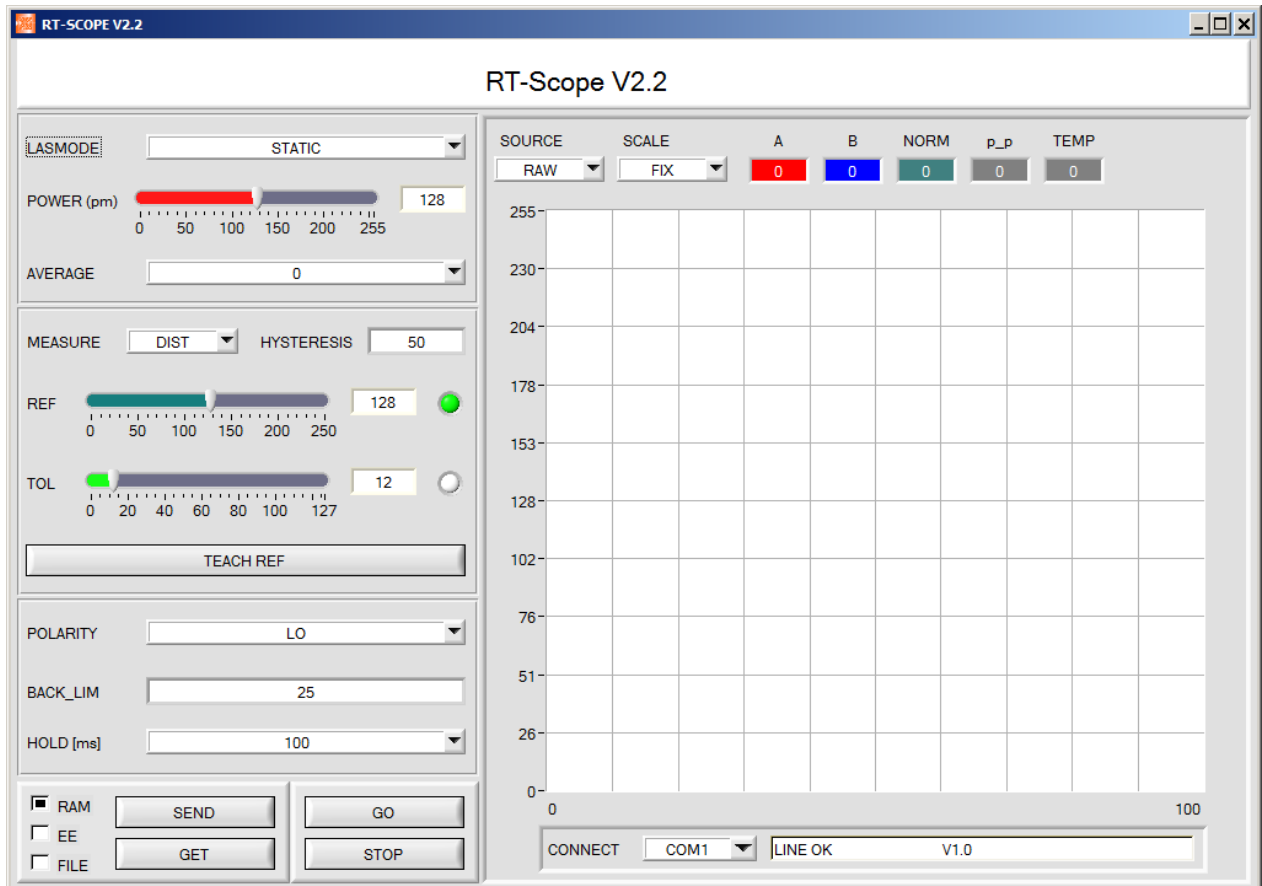 RT-SCOPE V2.2
RT-Scope V2.2
LASMODE STATIC
POWER (pm) 128
0 50 100 150 200 255
AVERAGE 0
MEASURE DIST HYSTERESIS 50
REF 128
0 50 100 150 200 250
TOL 12
0 20 40 60 80 100 127
TEACH REF
POLARITY LO
BACK_LIM 25
HOLD [ms] 100
RAM
EE
FILE
SEND
GET
GO
STOP
SOURCE SCALE A B NORM p_p TEMP
RAW FIX 0 0 0 0 0
255
230
204
178
153
128
102
76
51
26
0
0 100
CONNECT COM1 LINE OK V1.0